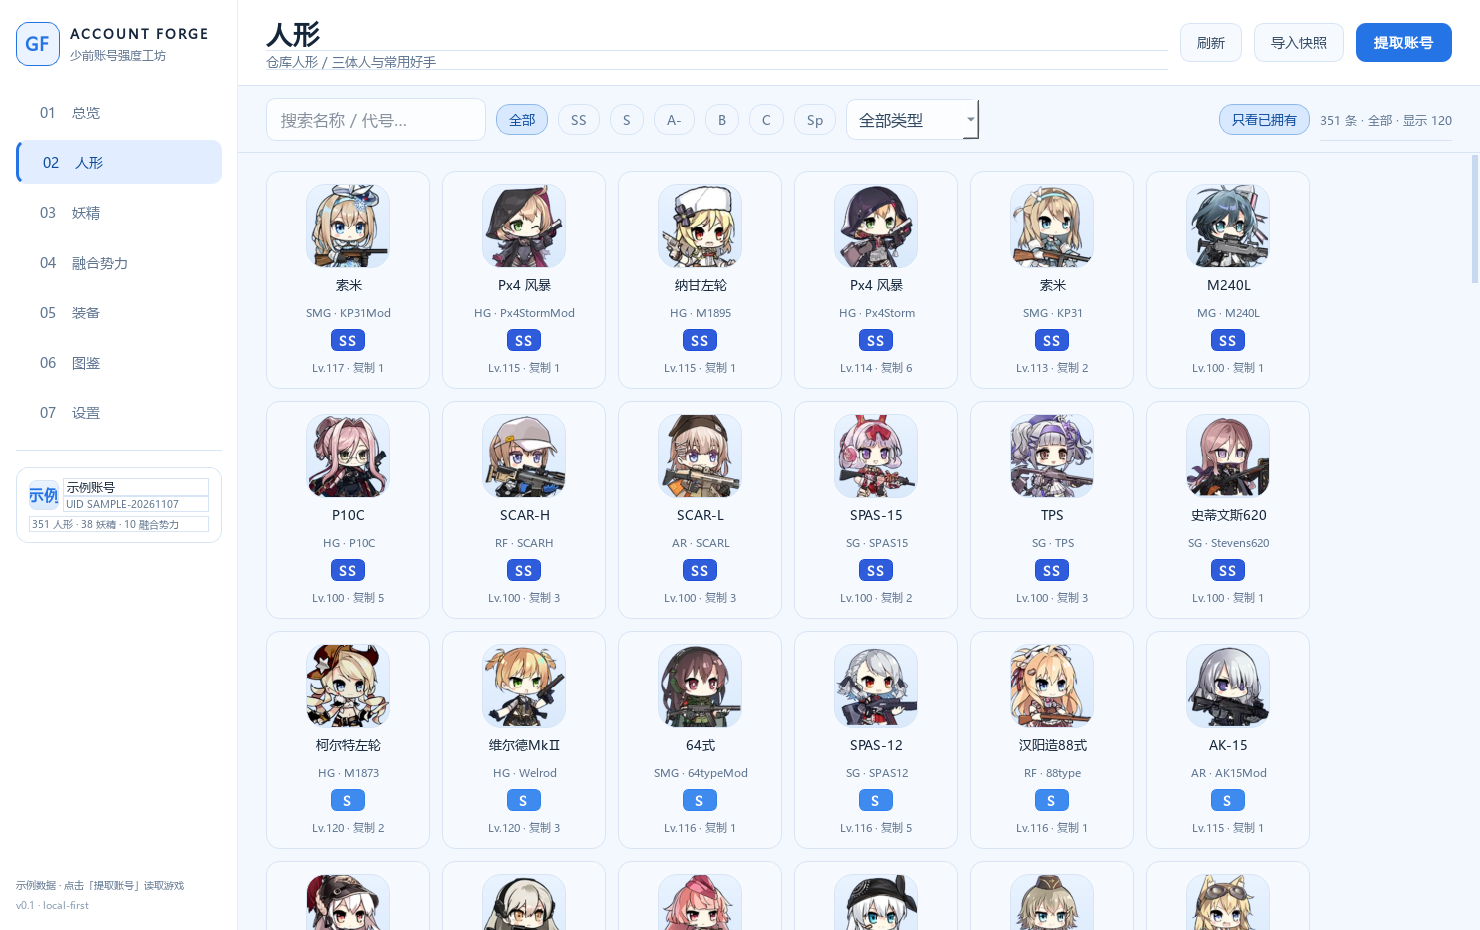 GF
ACCOUNT FORGE
少前账号强度工坊
01 总览
02 人形
03 妖精
04 融合势力
05 装备
06 图鉴
07 设置
示例
示例账号
UID SAMPLE-20261107
351 人形 · 38 妖精 · 10 融合势力
示例数据 · 点击「提取账号」读取游戏
v0.1 · local-first
人形
仓库人形 / 三体人与常用好手
刷新
导入快照
提取账号
搜索名称 / 代号...
全部 SS S A- B C Sp
全部类型
只看已拥有
351 条 · 全部 · 显示 120
索米
SMG · KP31Mod
SS
Lv.117 · 复制 1
Px4 风暴
HG · Px4StormMod
SS
Lv.115 · 复制 1
纳甘左轮
HG · M1895
SS
Lv.115 · 复制 1
Px4 风暴
HG · Px4Storm
SS
Lv.114 · 复制 6
索米
SMG · KP31
SS
Lv.113 · 复制 2
M240L
MG · M240L
SS
Lv.100 · 复制 1
P10C
HG · P10C
SS
Lv.100 · 复制 5
SCAR-H
RF · SCARH
SS
Lv.100 · 复制 3
SCAR-L
AR · SCARL
SS
Lv.100 · 复制 3
SPAS-15
SG · SPAS15
SS
Lv.100 · 复制 2
TPS
SG · TPS
SS
Lv.100 · 复制 3
史蒂文斯620
SG · Stevens620
SS
Lv.100 · 复制 1
柯尔特左轮
HG · M1873
S
Lv.120 · 复制 2
维尔德MkⅡ
HG · Welrod
S
Lv.120 · 复制 3
64式
SMG · 64typeMod
S
Lv.116 · 复制 1
SPAS-12
SG · SPAS12
S
Lv.116 · 复制 5
汉阳造88式
RF · 88type
S
Lv.116 · 复制 1
AK-15
AR · AK15Mod
S
Lv.115 · 复制 1